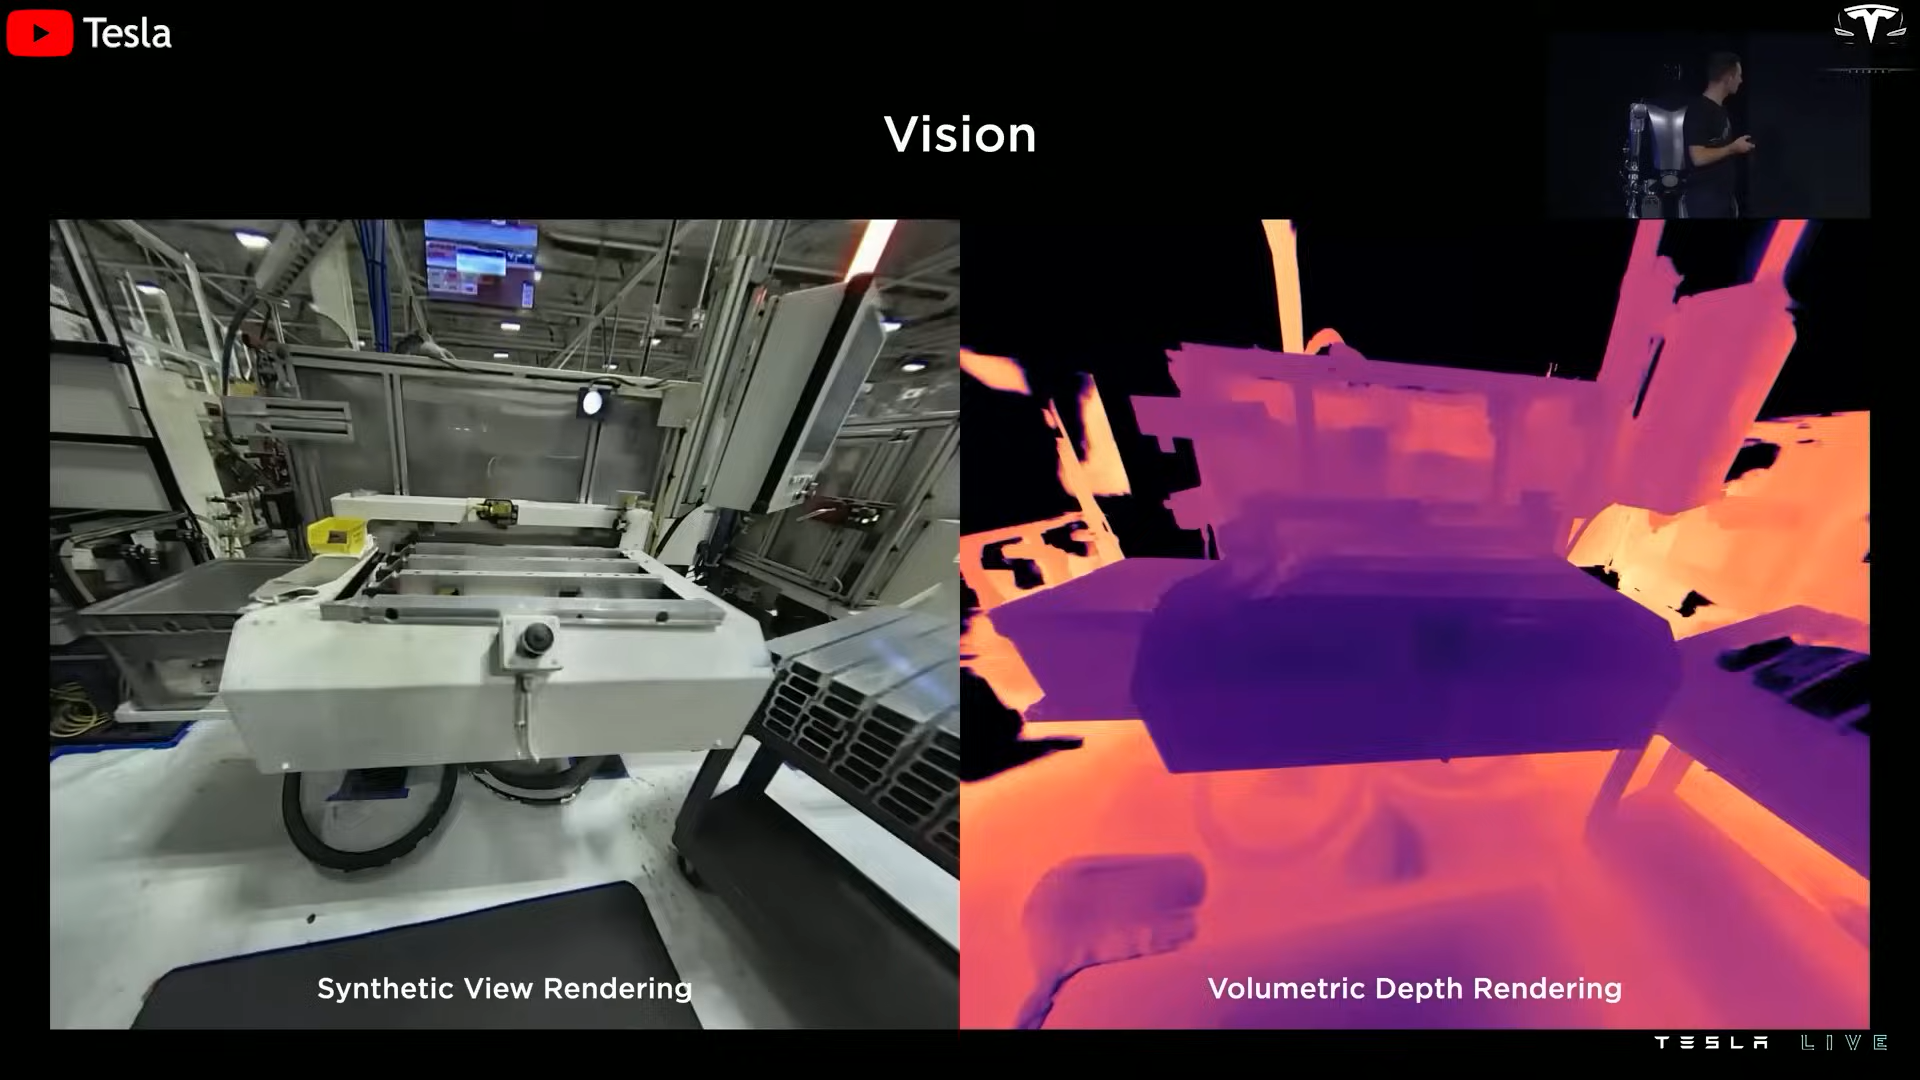 Tesla
Vision
Synthetic View Rendering
Volumetric Depth Rendering
TESLA LIVE